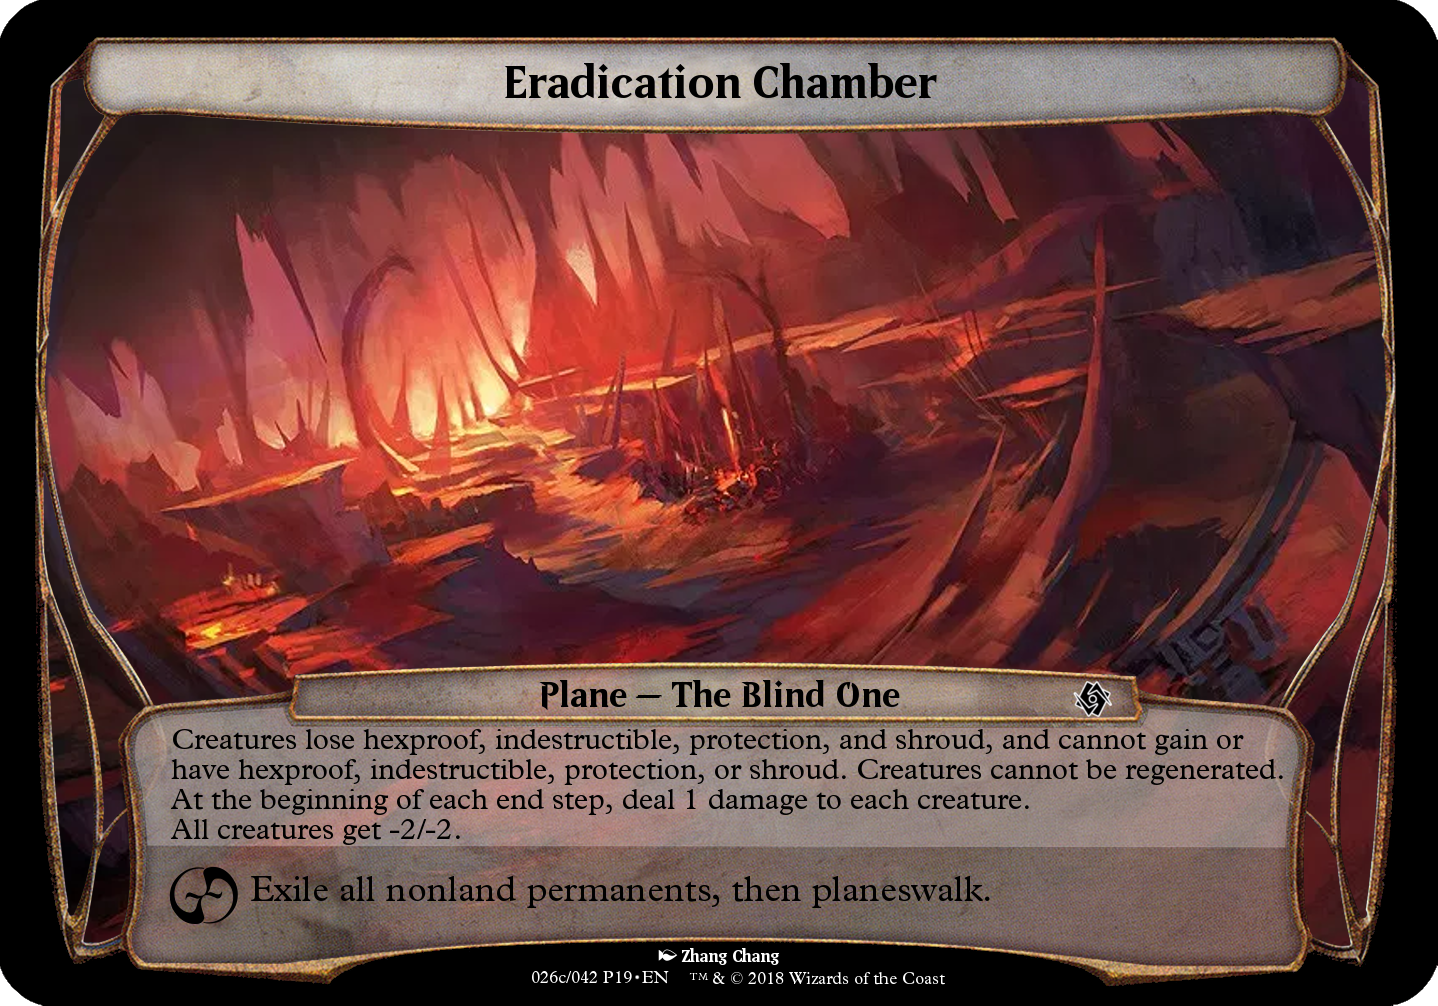 Eradication Chamber
Plane — The Blind One
Creatures lose hexproof, indestructible, protection, and shroud, and cannot gain or
have hexproof, indestructible, protection, or shroud. Creatures cannot be regenerated.
At the beginning of each end step, deal 1 damage to each creature.
All creatures get -2/-2.
Exile all nonland permanents, then planeswalk.
Zhang Chang
026c/042 P19•EN ™ & © 2018 Wizards of the Coast